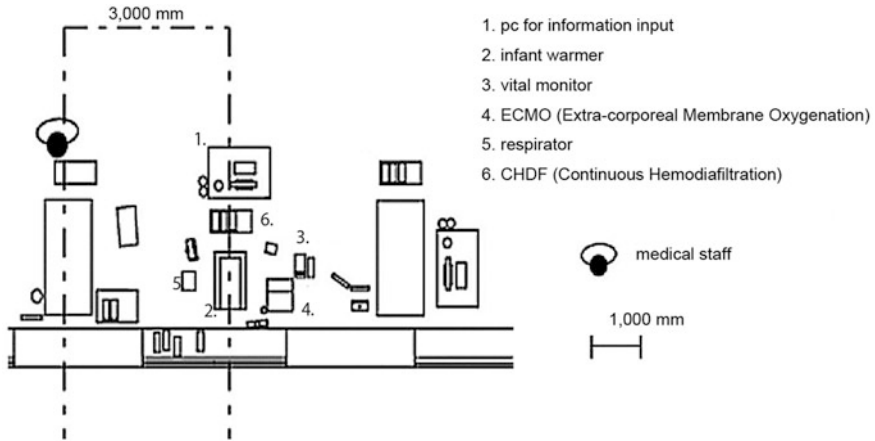 3,000 mm
1. pc for information input
2. infant warmer
3. vital monitor
4. ECMO (Extra-corporeal Membrane Oxygenation)
5. respirator
6. CHDF (Continuous Hemodiafiltration)
1.
6.
3.
5
2.
4.
medical staff
1,000 mm